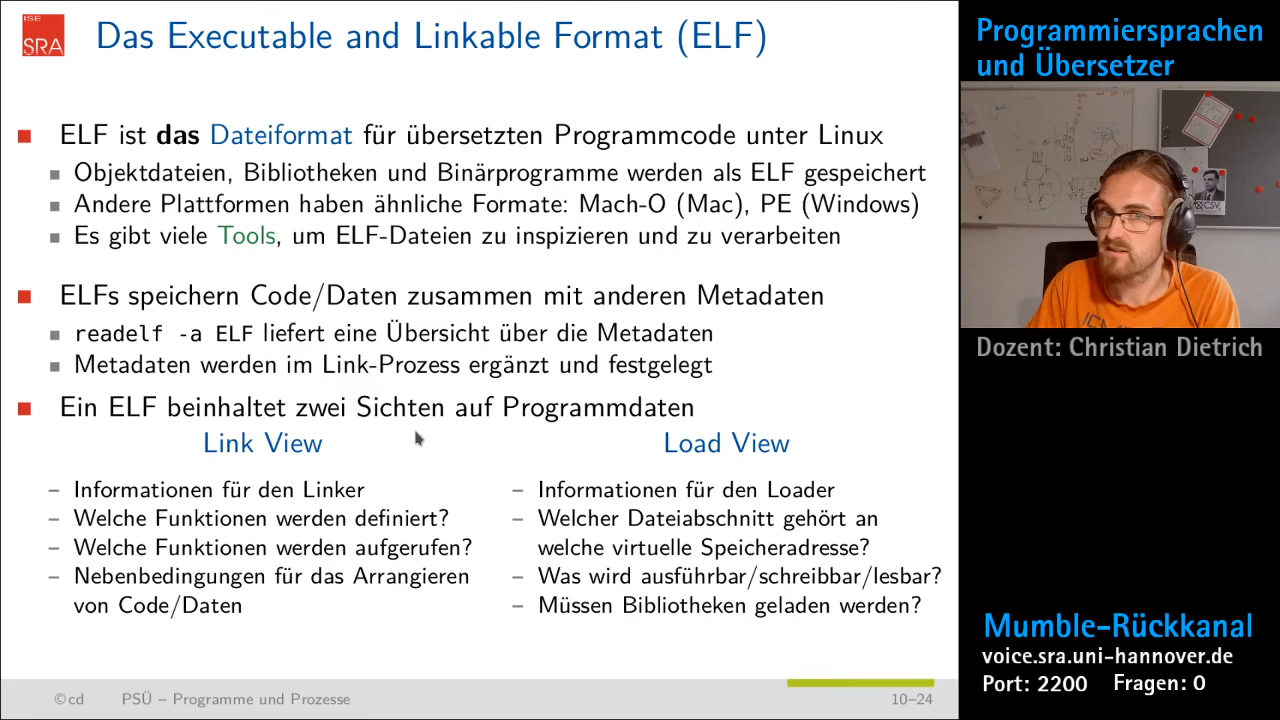 ISE
SRA
Das Executable and Linkable Format (ELF)
ELF ist das Dateiformat für übersetzten Programmcode unter Linux
Objektdateien, Bibliotheken und Binärprogramme werden als ELF gespeichert
Andere Plattformen haben ähnliche Formate: Mach-O (Mac), PE (Windows)
Es gibt viele Tools, um ELF-Dateien zu inspizieren und zu verarbeiten
ELFs speichern Code/Daten zusammen mit anderen Metadaten
readelf -a ELF liefert eine Übersicht über die Metadaten
Metadaten werden im Link-Prozess ergänzt und festgelegt
Ein ELF beinhaltet zwei Sichten auf Programmdaten
Link View
– Informationen für den Linker
– Welche Funktionen werden definiert?
– Welche Funktionen werden aufgerufen?
– Nebenbedingungen für das Arrangieren
von Code/Daten
Load View
– Informationen für den Loader
– Welcher Dateiabschnitt gehört an
welche virtuelle Speicheradresse?
– Was wird ausführbar/schreibbar/lesbar?
– Müssen Bibliotheken geladen werden?
©cd PSÜ – Programme und Prozesse 10–24
Programmiersprachen
und Übersetzer
Dozent: Christian Dietrich
Mumble-Rückkanal
voice.sra.uni-hannover.de
Port: 2200 Fragen: 0